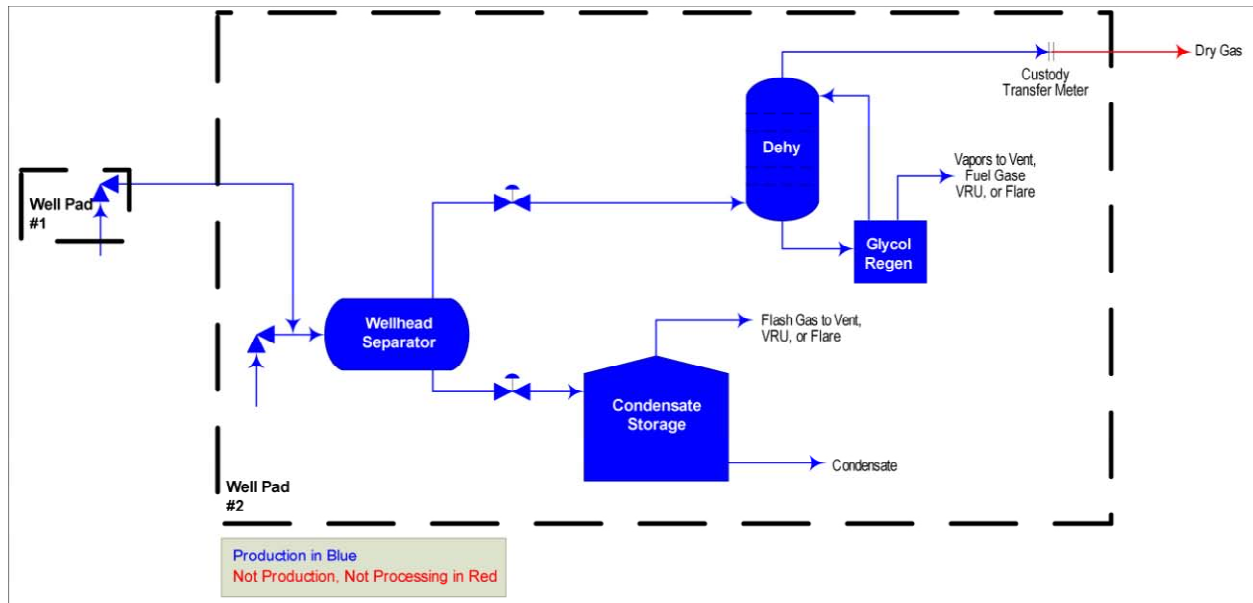 Dry Gas
Custody
Transfer Meter
Dehy
Vapors to Vent,
Fuel Gase
VRU, or Flare
Well Pad
#1
Glycol
Regen
Wellhead
Separator
Flash Gas to Vent,
VRU, or Flare
Condensate
Storage
Condensate
Well Pad
#2
Production in Blue
Not Production, Not Processing in Red